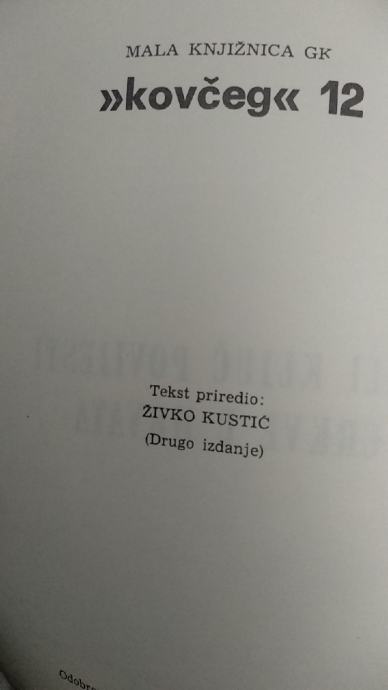 MALA KNJIŽNICA GK
»kovčeg« 12
Tekst priredio:
ŽIVKO KUSTIĆ
(Drugo izdanje)